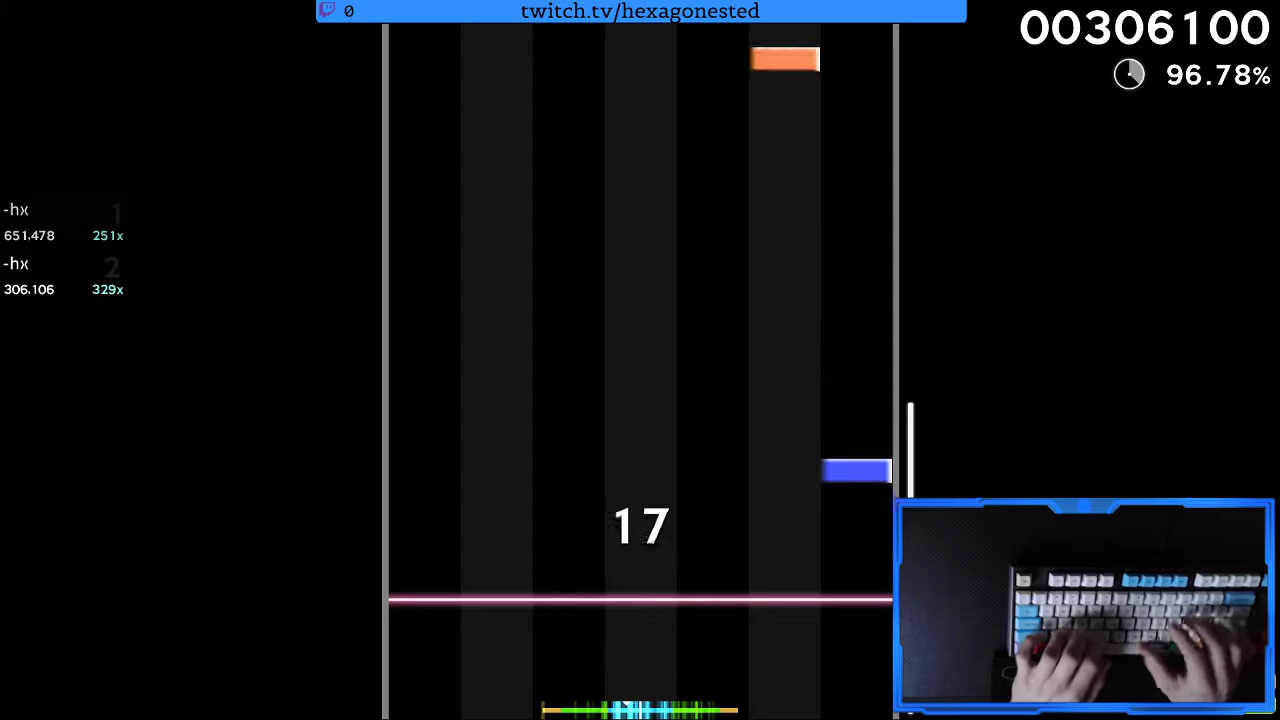 0
twitch.tv/hexagonested
00306100
96.78%
-hx 1
651,478 251x
-hx 2
306,106 329x
17